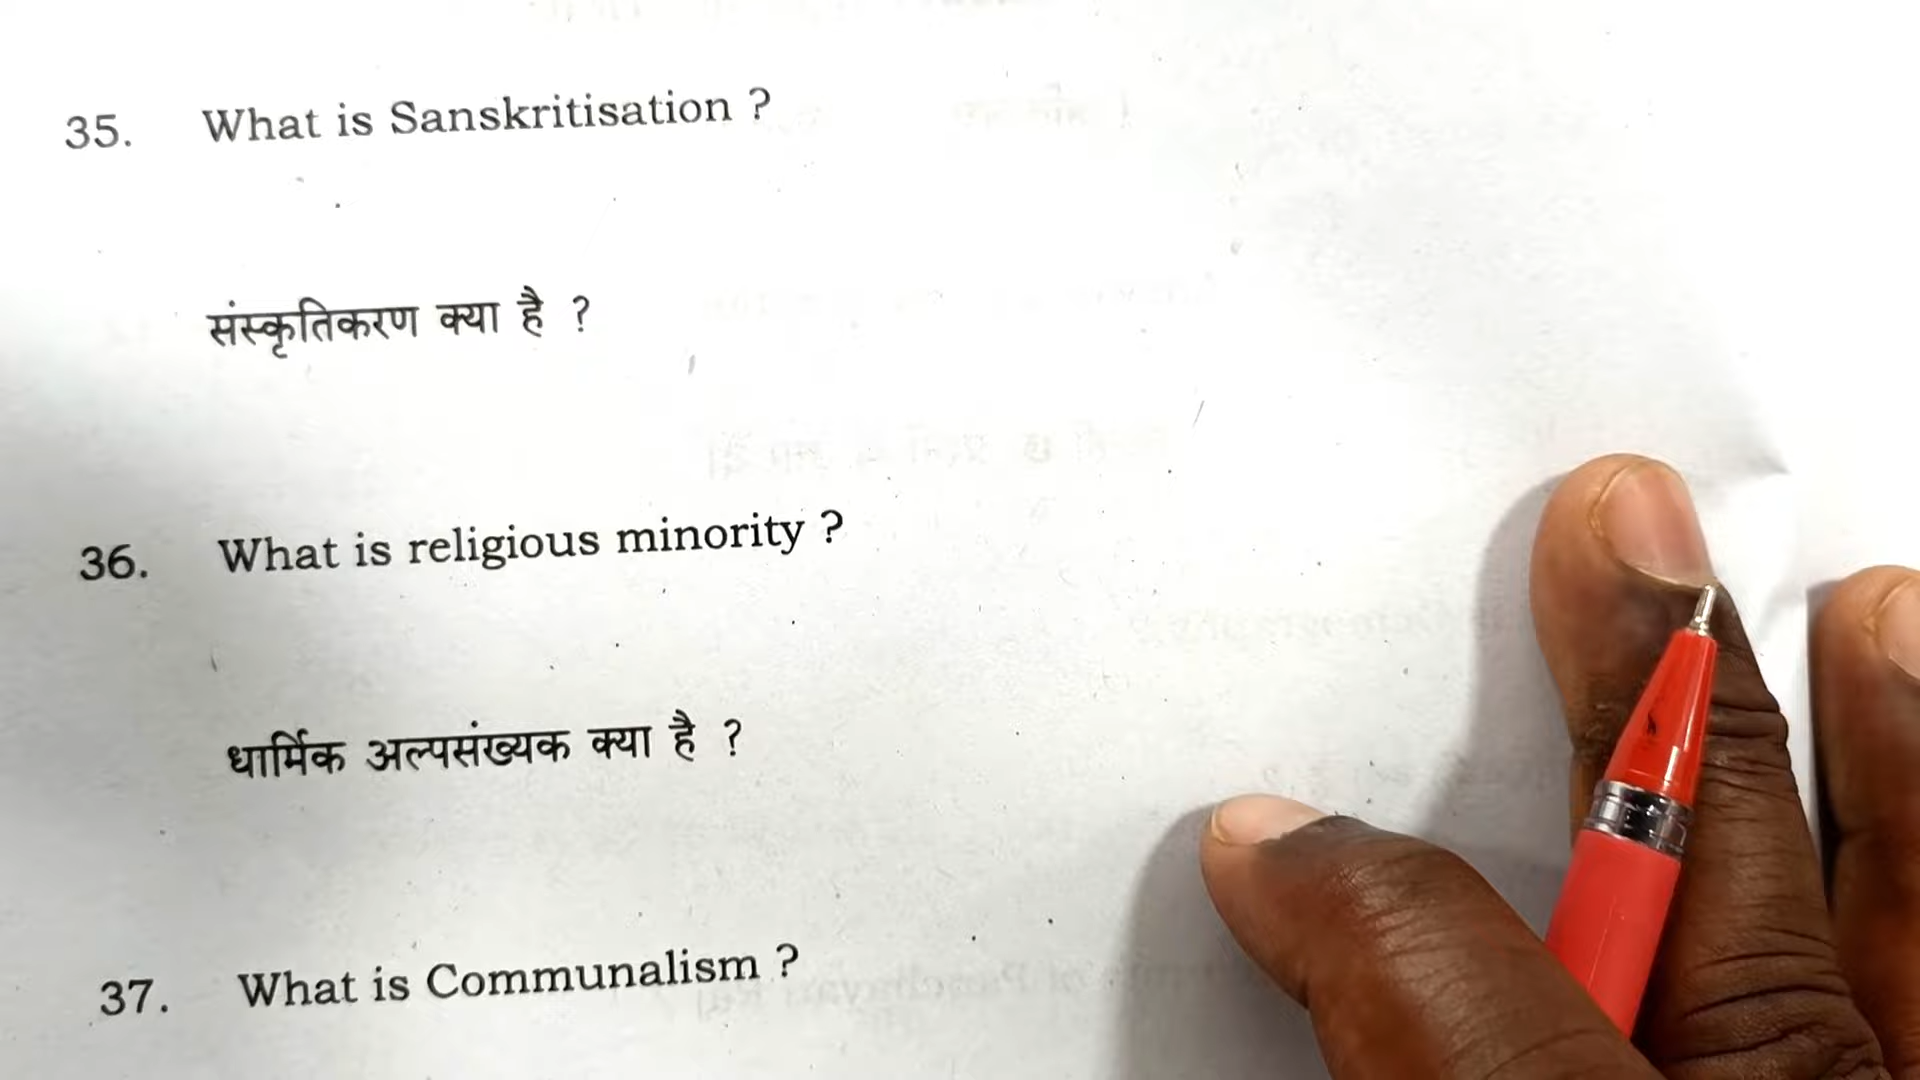 35. What is Sanskritisation ?
संस्कृतिकरण क्या है ?
36. What is religious minority ?
धार्मिक अल्पसंख्यक क्या है ?
37. What is Communalism ?